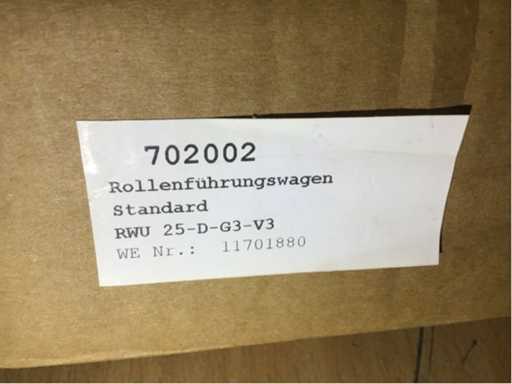 702002
Rollenführungswagen
Standard
RWU 25-D-G3-V3
WE Nr.: 11701880